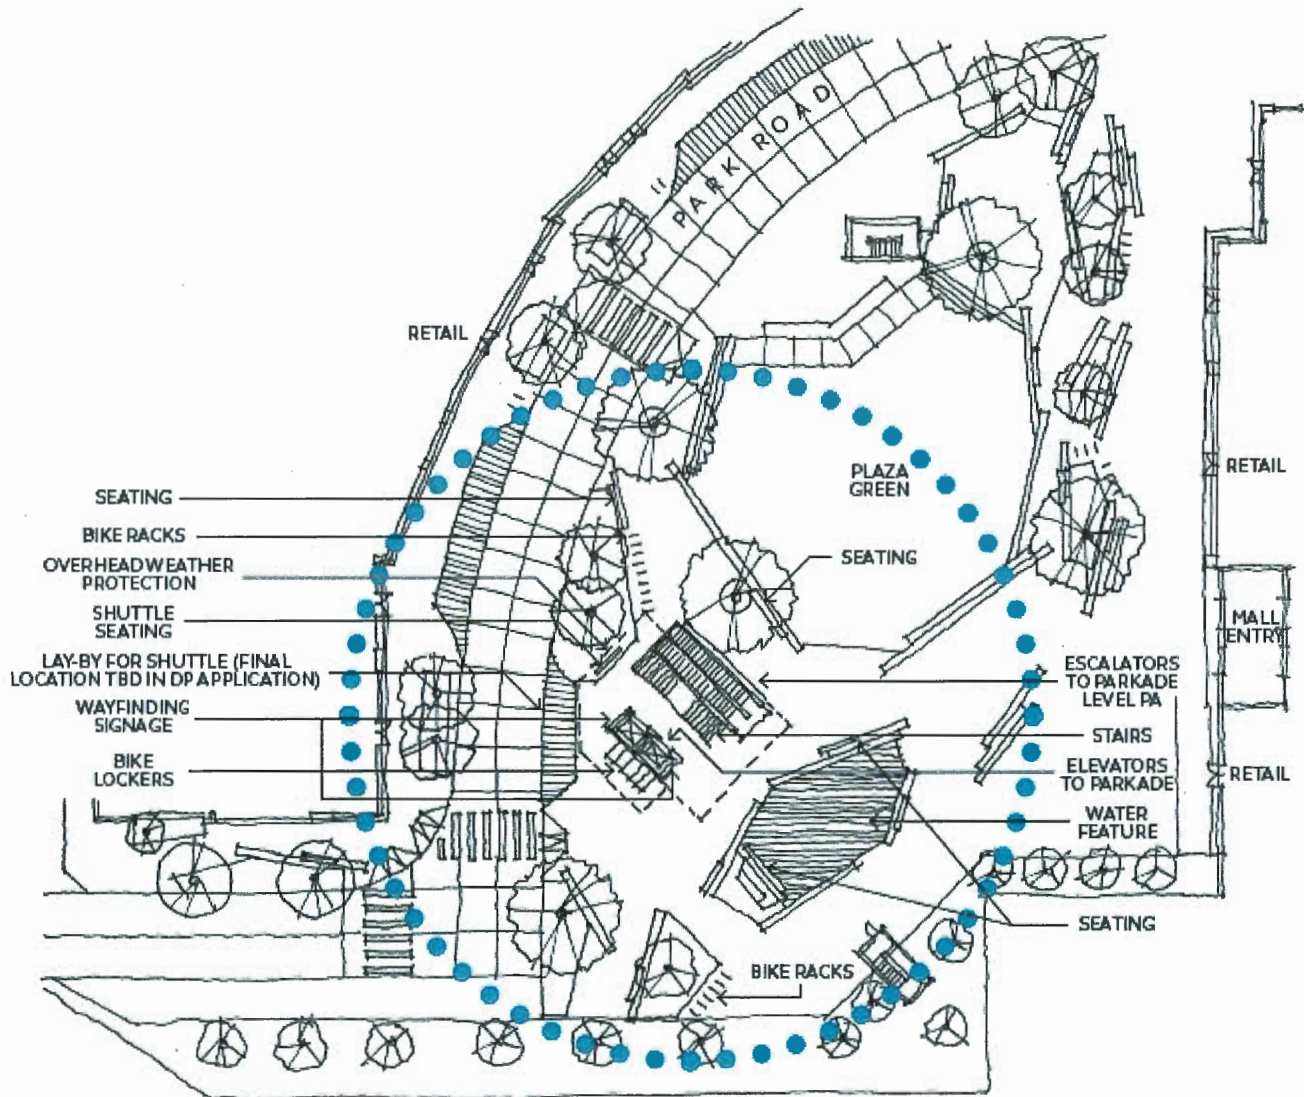 PARK ROAD
RETAIL
PLAZA
GREEN
RETAIL
SEATING
BIKE RACKS
SEATING
OVERHEAD WEATHER
PROTECTION
SHUTTLE
SEATING
MALL
ENTRY
LAY-BY FOR SHUTTLE (FINAL
LOCATION TBD IN DP APPLICATION)
ESCALATORS
TO PARKADE
LEVEL PA
WAYFINDING
SIGNAGE
STAIRS
BIKE
LOCKERS
ELEVATORS
TO PARKADE
RETAIL
WATER
FEATURE
SEATING
BIKE RACKS